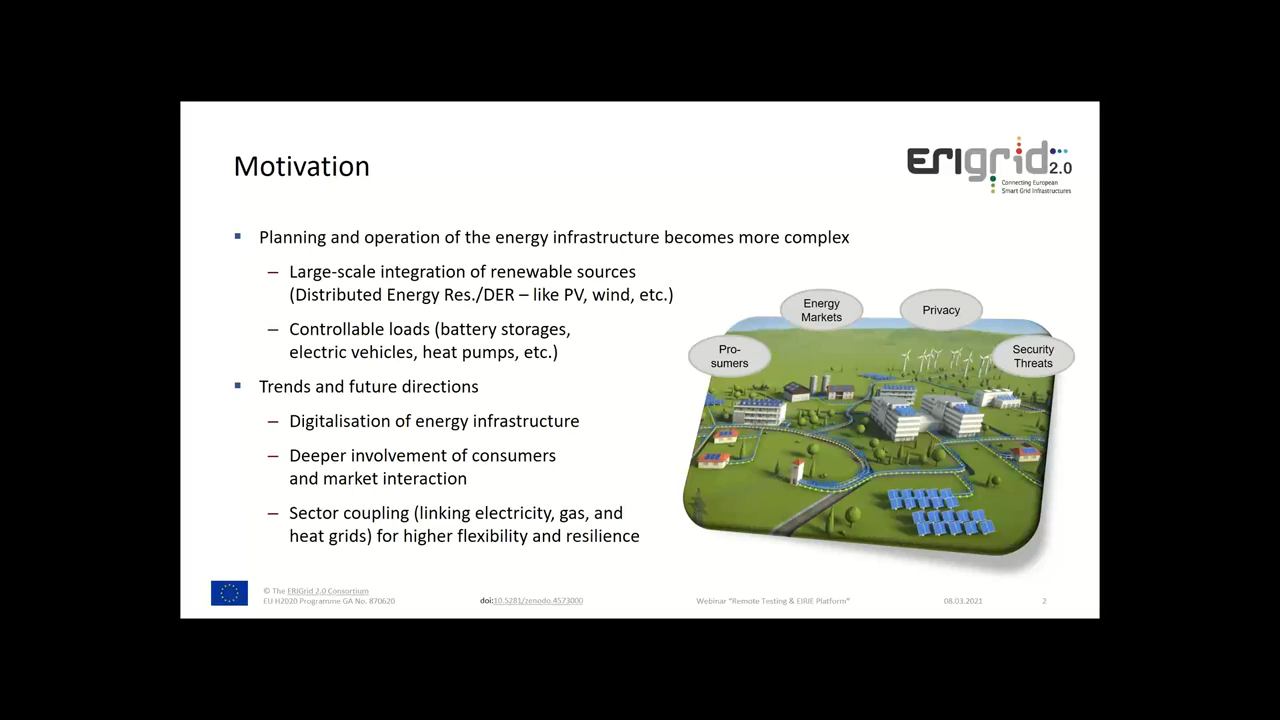 Motivation
ERIgrid 2.0
Connecting European
Smart Grid Infrastructures
▪ Planning and operation of the energy infrastructure becomes more complex
– Large-scale integration of renewable sources
(Distributed Energy Res./DER – like PV, wind, etc.)
– Controllable loads (battery storages,
electric vehicles, heat pumps, etc.)
▪ Trends and future directions
– Digitalisation of energy infrastructure
– Deeper involvement of consumers
and market interaction
– Sector coupling (linking electricity, gas, and
heat grids) for higher flexibility and resilience
Pro-
sumers
Energy
Markets
Privacy
Security
Threats
© The ERIGrid 2.0 Consortium
EU H2020 Programme GA No. 870620
doi:10.5281/zenodo.4573000
Webinar "Remote Testing & EIRIE Platform"
08.03.2021
2